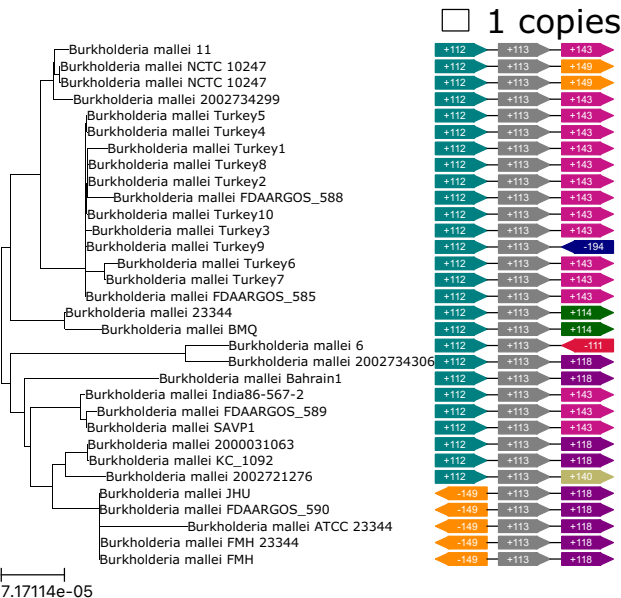 1 copies
Burkholderia mallei 11 +112 +113 +143
Burkholderia mallei NCTC 10247 +112 +113 +149
Burkholderia mallei NCTC 10247 +112 +113 +149
Burkholderia mallei 2002734299 +112 +113 +143
Burkholderia mallei Turkey5 +112 +113 +143
Burkholderia mallei Turkey4 +112 +113 +143
Burkholderia mallei Turkey1 +112 +113 +143
Burkholderia mallei Turkey8 +112 +113 +143
Burkholderia mallei Turkey2 +112 +113 +143
Burkholderia mallei FDAARGOS_588 +112 +113 +143
Burkholderia mallei Turkey10 +112 +113 +143
Burkholderia mallei Turkey3 +112 +113 +143
Burkholderia mallei Turkey9 +112 +113 -194
Burkholderia mallei Turkey6 +112 +113 +143
Burkholderia mallei Turkey7 +112 +113 +143
Burkholderia mallei FDAARGOS_585 +112 +113 +143
Burkholderia mallei 23344 +112 +113 +114
Burkholderia mallei BMQ +112 +113 +114
Burkholderia mallei 6 +112 +113 -111
Burkholderia mallei 2002734306 +112 +113 +118
Burkholderia mallei Bahrain1 +112 +113 +118
Burkholderia mallei India86-567-2 +112 +113 +143
Burkholderia mallei FDAARGOS_589 +112 +113 +143
Burkholderia mallei SAVP1 +112 +113 +143
Burkholderia mallei 2000031063 +112 +113 +118
Burkholderia mallei KC_1092 +112 +113 +118
Burkholderia mallei 2002721276 +112 +113 +140
Burkholderia mallei JHU -149 +113 +118
Burkholderia mallei FDAARGOS_590 -149 +113 +118
Burkholderia mallei ATCC 23344 -149 +113 +118
Burkholderia mallei FMH 23344 -149 +113 +118
Burkholderia mallei FMH -149 +113 +118
7.17114e-05